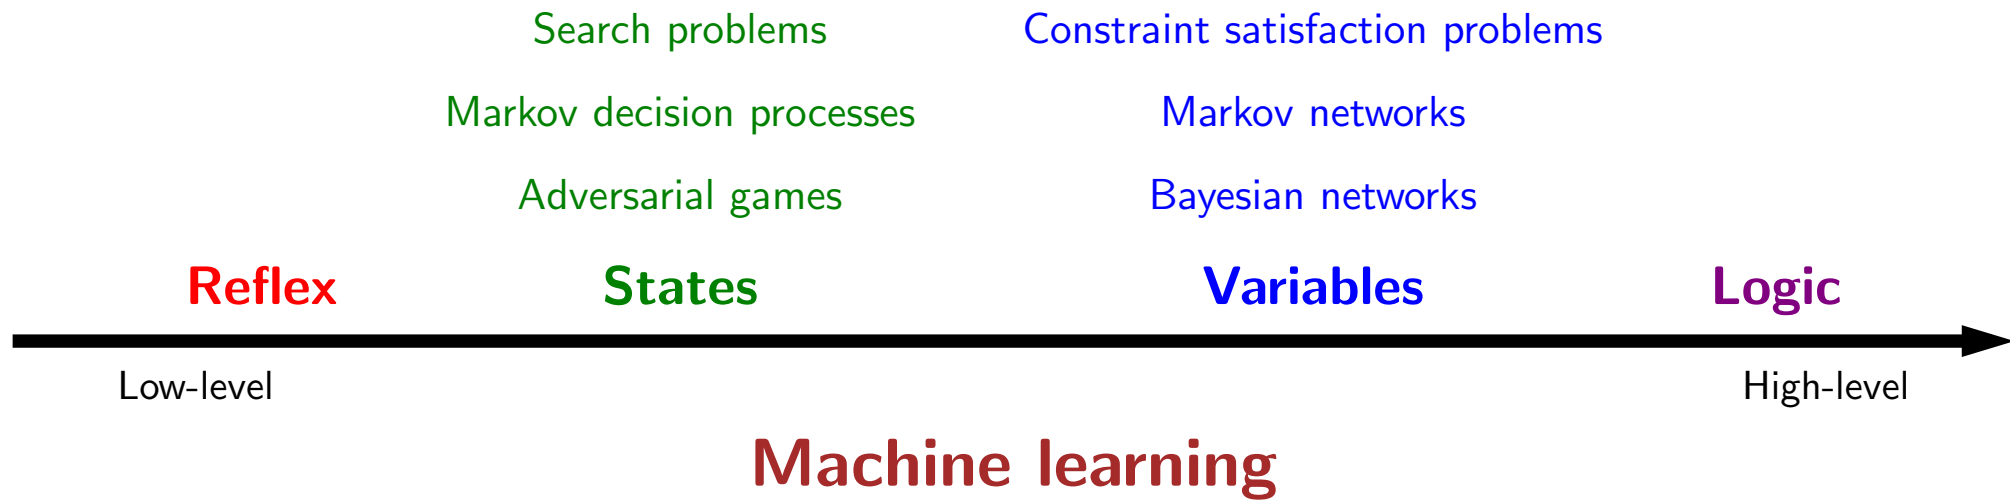 Search problems Constraint satisfaction problems
Markov decision processes Markov networks
Adversarial games Bayesian networks
Reflex States Variables Logic
Low-level High-level
Machine learning